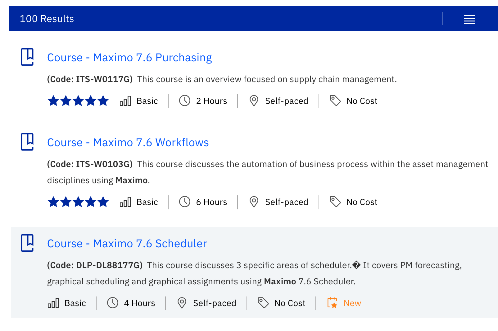 100 Results
Course - Maximo 7.6 Purchasing
(Code: ITS-W0117G) This course is an overview focused on supply chain management.
Basic 2 Hours Self-paced No Cost
Course - Maximo 7.6 Workflows
(Code: ITS-W0103G) This course discusses the automation of business process within the asset management
disciplines using Maximo.
Basic 6 Hours Self-paced No Cost
Course - Maximo 7.6 Scheduler
(Code: DLP-DL88177G) This course discusses 3 specific areas of scheduler.� It covers PM forecasting,
graphical scheduling and graphical assignments using Maximo 7.6 Scheduler.
Basic 4 Hours Self-paced No Cost New